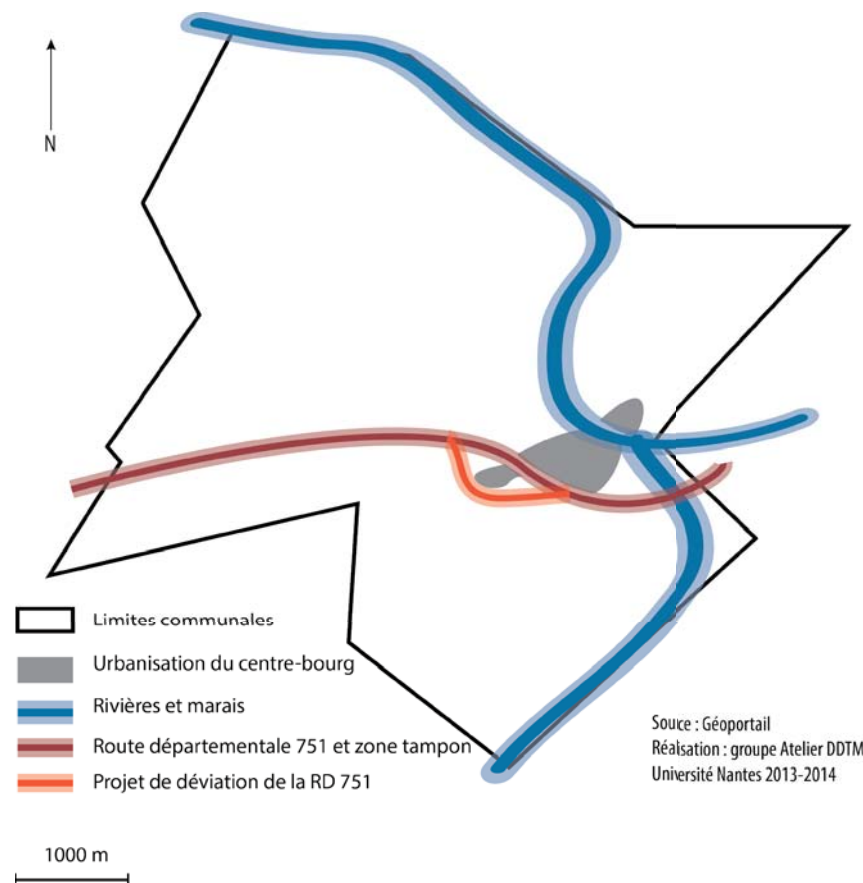 N
Limites communales
Urbanisation du centre-bourg
Rivières et marais
Route départementale 751 et zone tampon
Projet de déviation de la RD 751
Souce : Géoportail
Réalsation : groupe Atelier DDTM
Université Nantes 2013-2014
1000 m